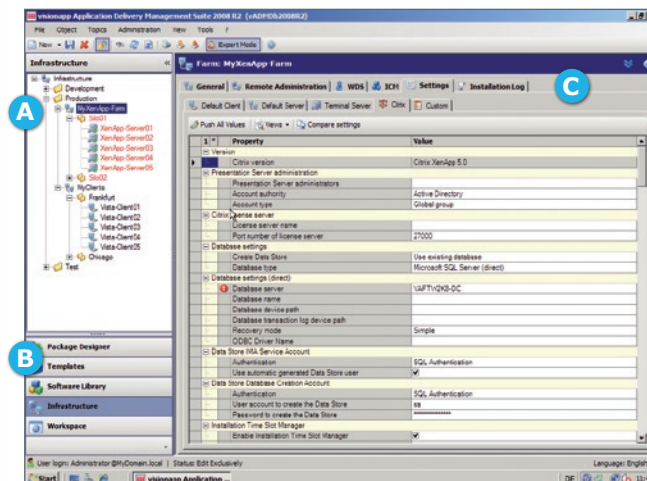 visionapp Application Delivery Management Suite 2008 R2 (vADFIDb2008R2)
File Object Topics Administration View Tools ?
New Expert Mode
Infrastructure «
Infrastructure
Development
Production
MyXenApp-Farm
Silo01
XenApp-Server01
XenApp-Server02
XenApp-Server03
XenApp-Server04
XenApp-Server05
Silo02
MyClients
Frankfurt
Vista-Client01
Vista-Client02
Vista-Client03
Vista-Client04
Vista-Client05
Chicago
Test
A
B
Package Designer
Templates
Software Library
Infrastructure
Workspace
Farm: MyXenApp-Farm
General Remote Administration WDS ICM Settings Installation Log
C
Default Client Default Server Terminal Server Citrix Custom
Push All Values Views Compare settings
1 * Property Value
Version
Citrix version Citrix XenApp 5.0
Presentation Server administration
Presentation Server administrators
Account authority Active Directory
Account type Global group
Citrix license server
License server name
Port number of license server 27000
Database settings
Create Data Store Use existing database
Database type Microsoft SQL Server (direct)
Database settings (direct)
Database server
Database name
Database device path
Database transaction log device path
Recovery mode Simple
ODBC Driver Name
Data Store IMA Service Account
Authentication SQL Authentication
Use automatic generated Data Store user
Data Store Database Creation Account
Authentication SQL Authentication
User account to create the Data Store sa
Password to create the Data Store ***************
Installation Time Slot Manager
Enable Installation Time Slot Manager
User login: Administrator@MyDomain.local | Status: Edit Exclusively Language: English
Start visionapp Application ... DE